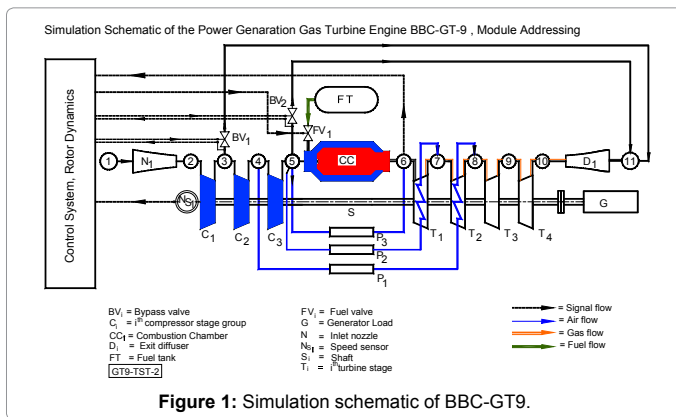 Simulation Schematic of the Power Genaration Gas Turbine Engine BBC-GT-9 , Module Addressing
Control System, Rotor Dynamics
BV2
FT
FV1
BV1
1
N1
2
3
4
5
CC
6
7
8
9
10
D1
11
NS1
S
G
C1
C2
C3
P3
P2
P1
T1
T2
T3
T4
BVi = Bypass valve
Ci = ith compressor stage group
CC1 = Combustion Chamber
Di = Exit diffuser
FT = Fuel tank
GT9-TST-2
FVi = Fuel valve
G = Generator Load
N = Inlet nozzle
NSI = Speed sensor
Si = Shaft
Ti = ith turbine stage
= Signal flow
= Air flow
= Gas flow
= Fuel flow
Figure 1: Simulation schematic of BBC-GT9.